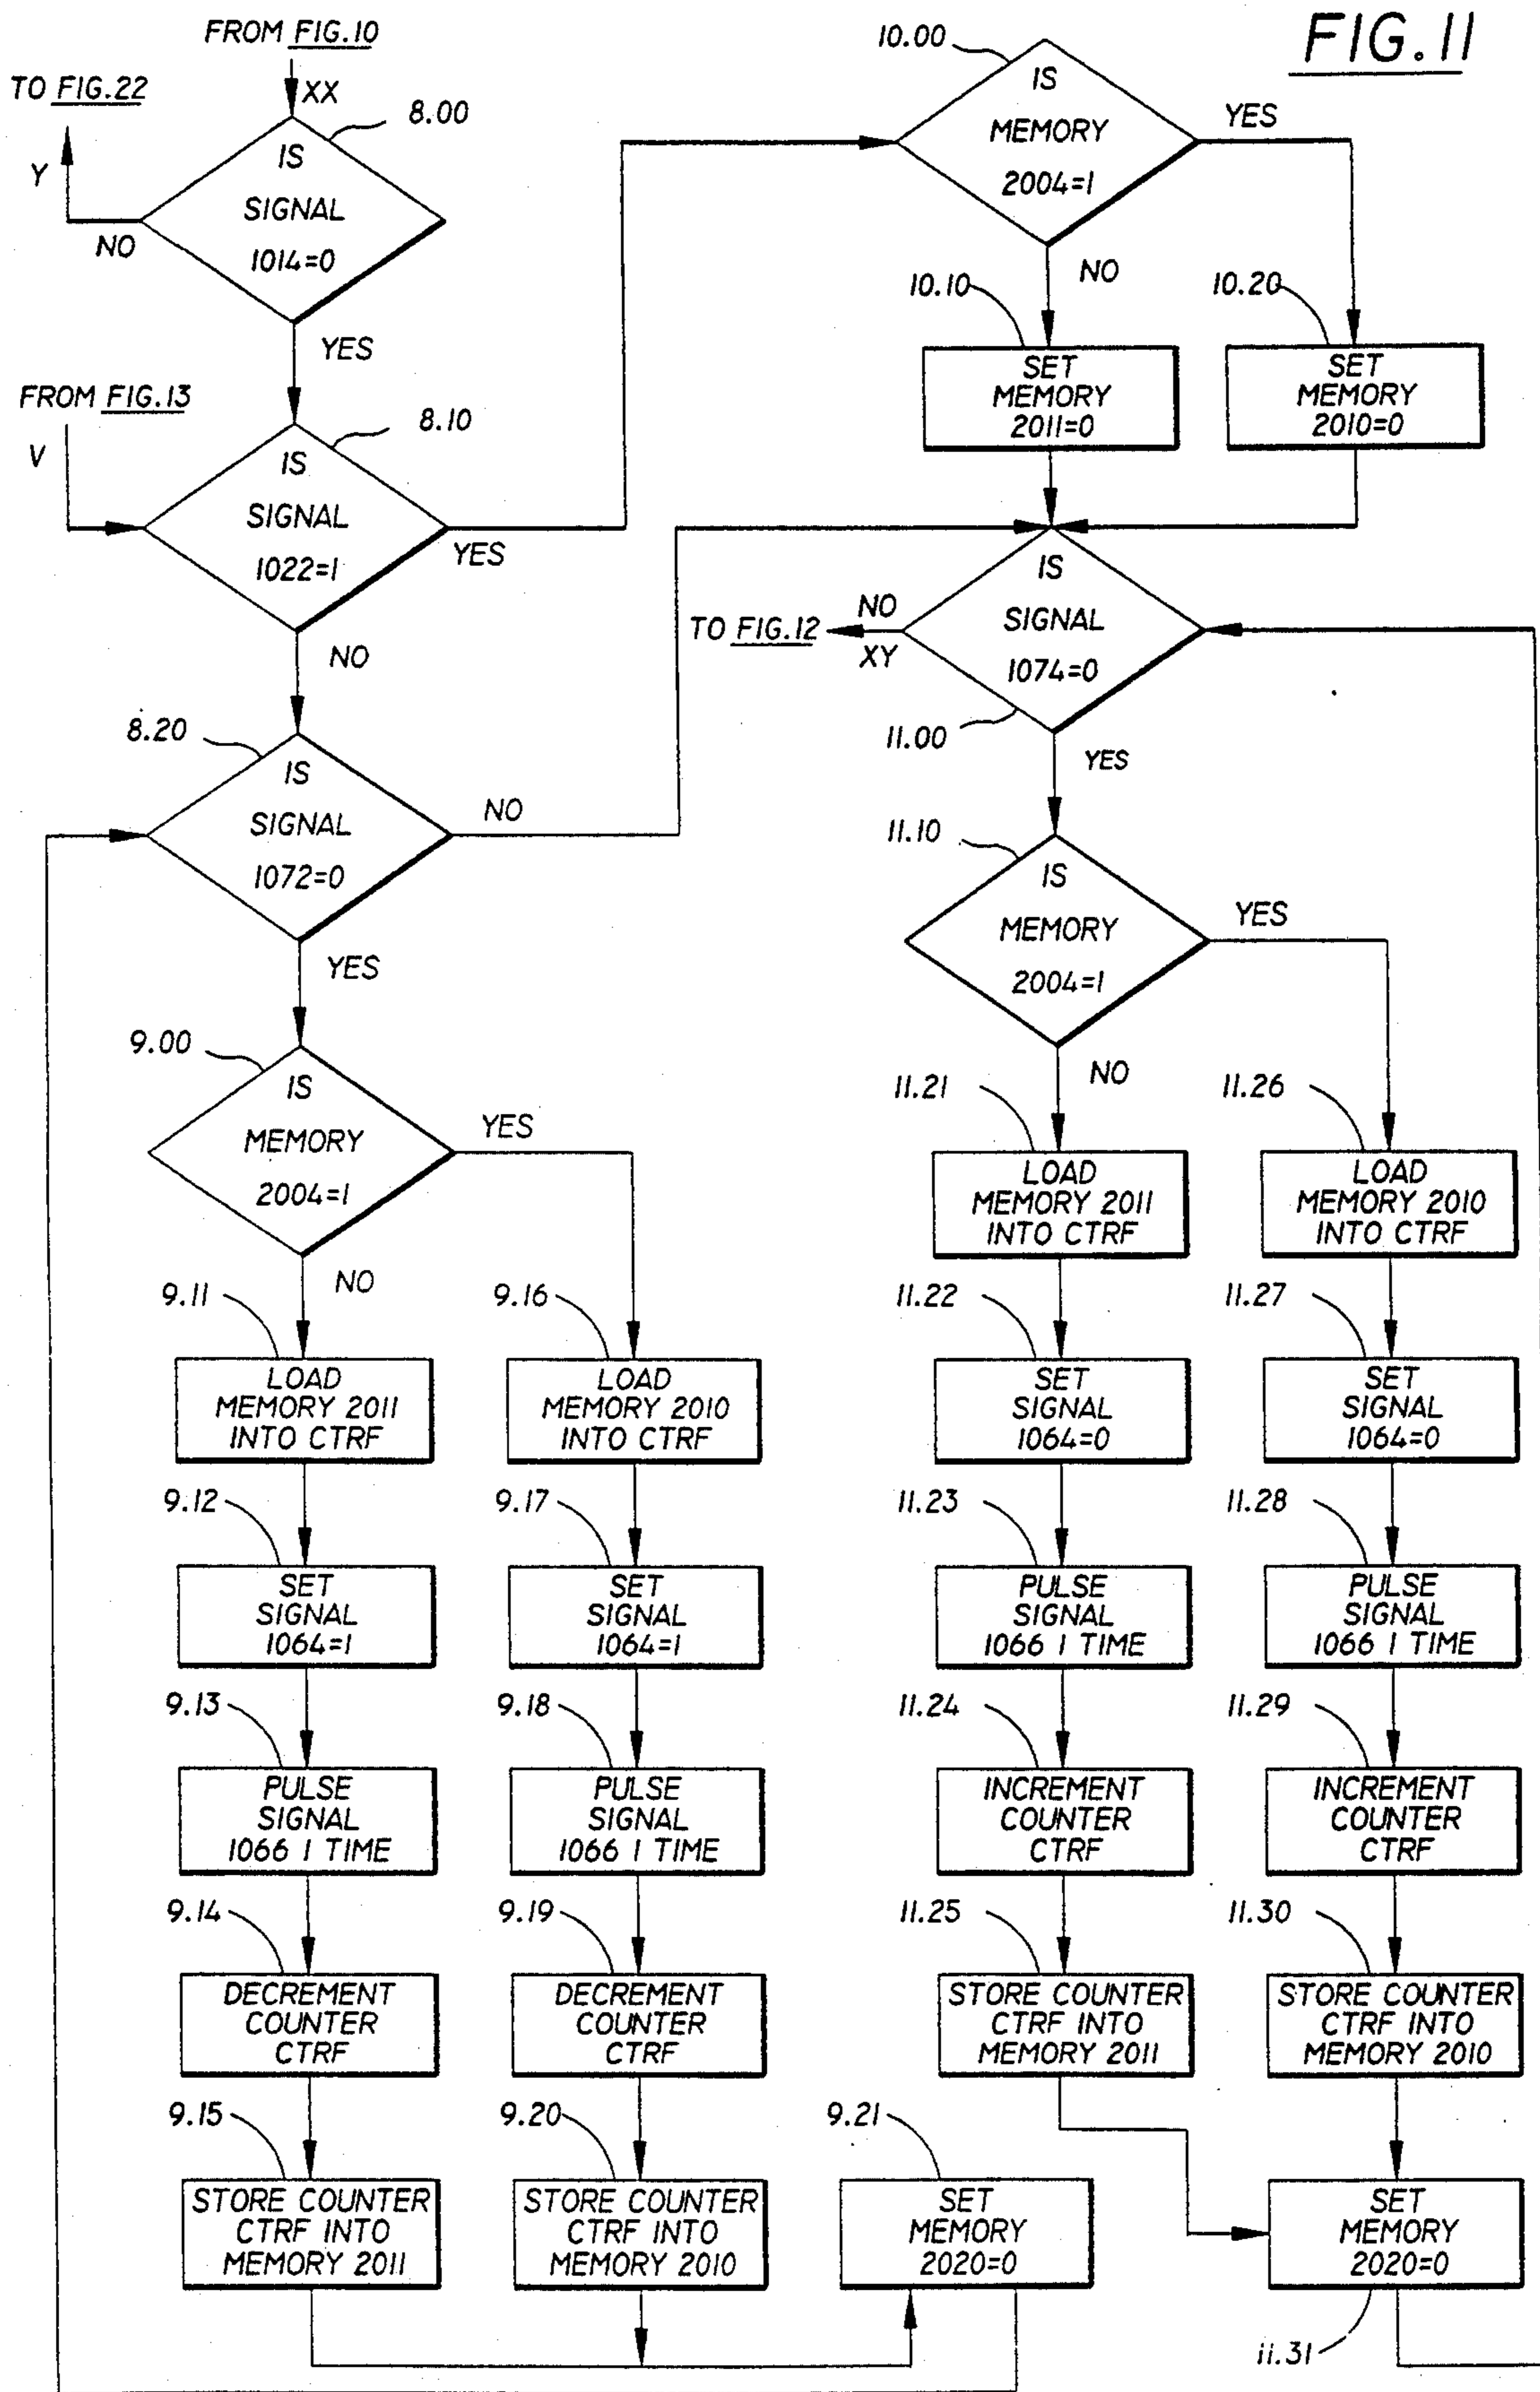 FIG.11
FROM FIG.10
TO FIG.22
XX
Y
8.00
IS
SIGNAL
1014=0
NO
YES
FROM FIG.13
V
8.10
IS
SIGNAL
1022=1
YES
NO
8.20
IS
SIGNAL
1072=0
NO
YES
9.00
IS
MEMORY
2004=1
YES
NO
9.11
LOAD
MEMORY 2011
INTO CTRF
9.12
SET
SIGNAL
1064=1
9.13
PULSE
SIGNAL
1066 1 TIME
9.14
DECREMENT
COUNTER
CTRF
9.15
STORE COUNTER
CTRF INTO
MEMORY 2011
9.16
LOAD
MEMORY 2010
INTO CTRF
9.17
SET
SIGNAL
1064=1
9.18
PULSE
SIGNAL
1066 1 TIME
9.19
DECREMENT
COUNTER
CTRF
9.20
STORE COUNTER
CTRF INTO
MEMORY 2010
9.21
SET
MEMORY
2020=0
10.00
IS
MEMORY
2004=1
YES
NO
10.10
SET
MEMORY
2011=0
10.20
SET
MEMORY
2010=0
IS
SIGNAL
1074=0
NO
TO FIG.12
XY
11.00
YES
11.10
IS
MEMORY
2004=1
YES
NO
11.21
LOAD
MEMORY 2011
INTO CTRF
11.22
SET
SIGNAL
1064=0
11.23
PULSE
SIGNAL
1066 1 TIME
11.24
INCREMENT
COUNTER
CTRF
11.25
STORE COUNTER
CTRF INTO
MEMORY 2011
11.26
LOAD
MEMORY 2010
INTO CTRF
11.27
SET
SIGNAL
1064=0
11.28
PULSE
SIGNAL
1066 1 TIME
11.29
INCREMENT
COUNTER
CTRF
11.30
STORE COUNTER
CTRF INTO
MEMORY 2010
SET
MEMORY
2020=0
11.31